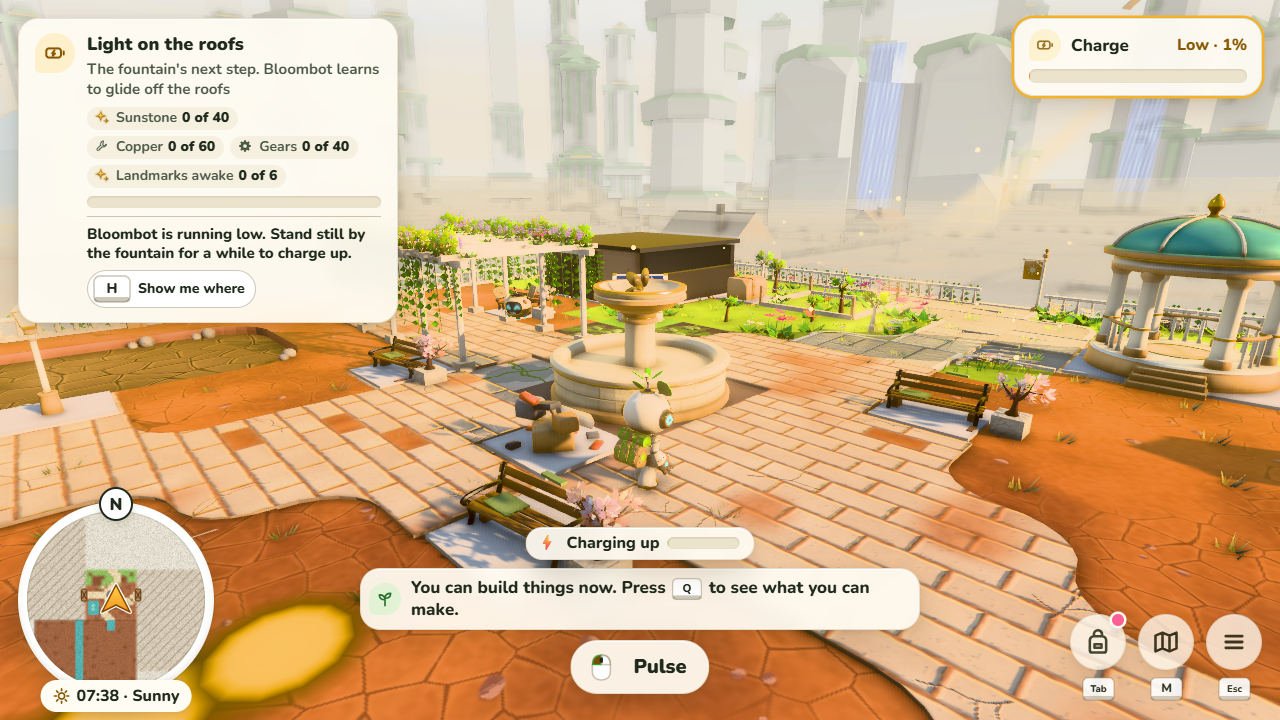 Light on the roofs
The fountain's next step. Bloombot learns
to glide off the roofs
Sunstone 0 of 40
Copper 0 of 60
Gears 0 of 40
Landmarks awake 0 of 6
Bloombot is running low. Stand still by
the fountain for a while to charge up.
H Show me where
Charge Low · 1%
N
07:38 · Sunny
Charging up
You can build things now. Press Q to see what you can
make.
Pulse
Tab
M
Esc